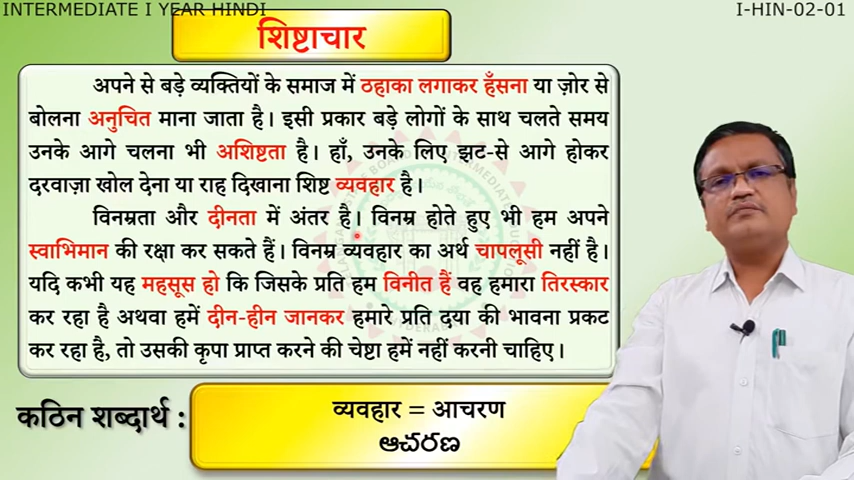 INTERMEDIATE I YEAR HINDI
I-HIN-02-01
शिष्टाचार
अपने से बड़े व्यक्तियों के समाज में ठहाका लगाकर हँसना या ज़ोर से
बोलना अनुचित माना जाता है। इसी प्रकार बड़े लोगों के साथ चलते समय
उनके आगे चलना भी अशिष्टता है। हाँ, उनके लिए झट-से आगे होकर
दरवाज़ा खोल देना या राह दिखाना शिष्ट व्यवहार है।
विनम्रता और दीनता में अंतर है। विनम्र होते हुए भी हम अपने
स्वाभिमान की रक्षा कर सकते हैं। विनम्र व्यवहार का अर्थ चापलूसी नहीं है।
यदि कभी यह महसूस हो कि जिसके प्रति हम विनीत हैं वह हमारा तिरस्कार
कर रहा है अथवा हमें दीन-हीन जानकर हमारे प्रति दया की भावना प्रकट
कर रहा है, तो उसकी कृपा प्राप्त करने की चेष्टा हमें नहीं करनी चाहिए।
कठिन शब्दार्थ :
व्यवहार = आचरण
ఆచరణ